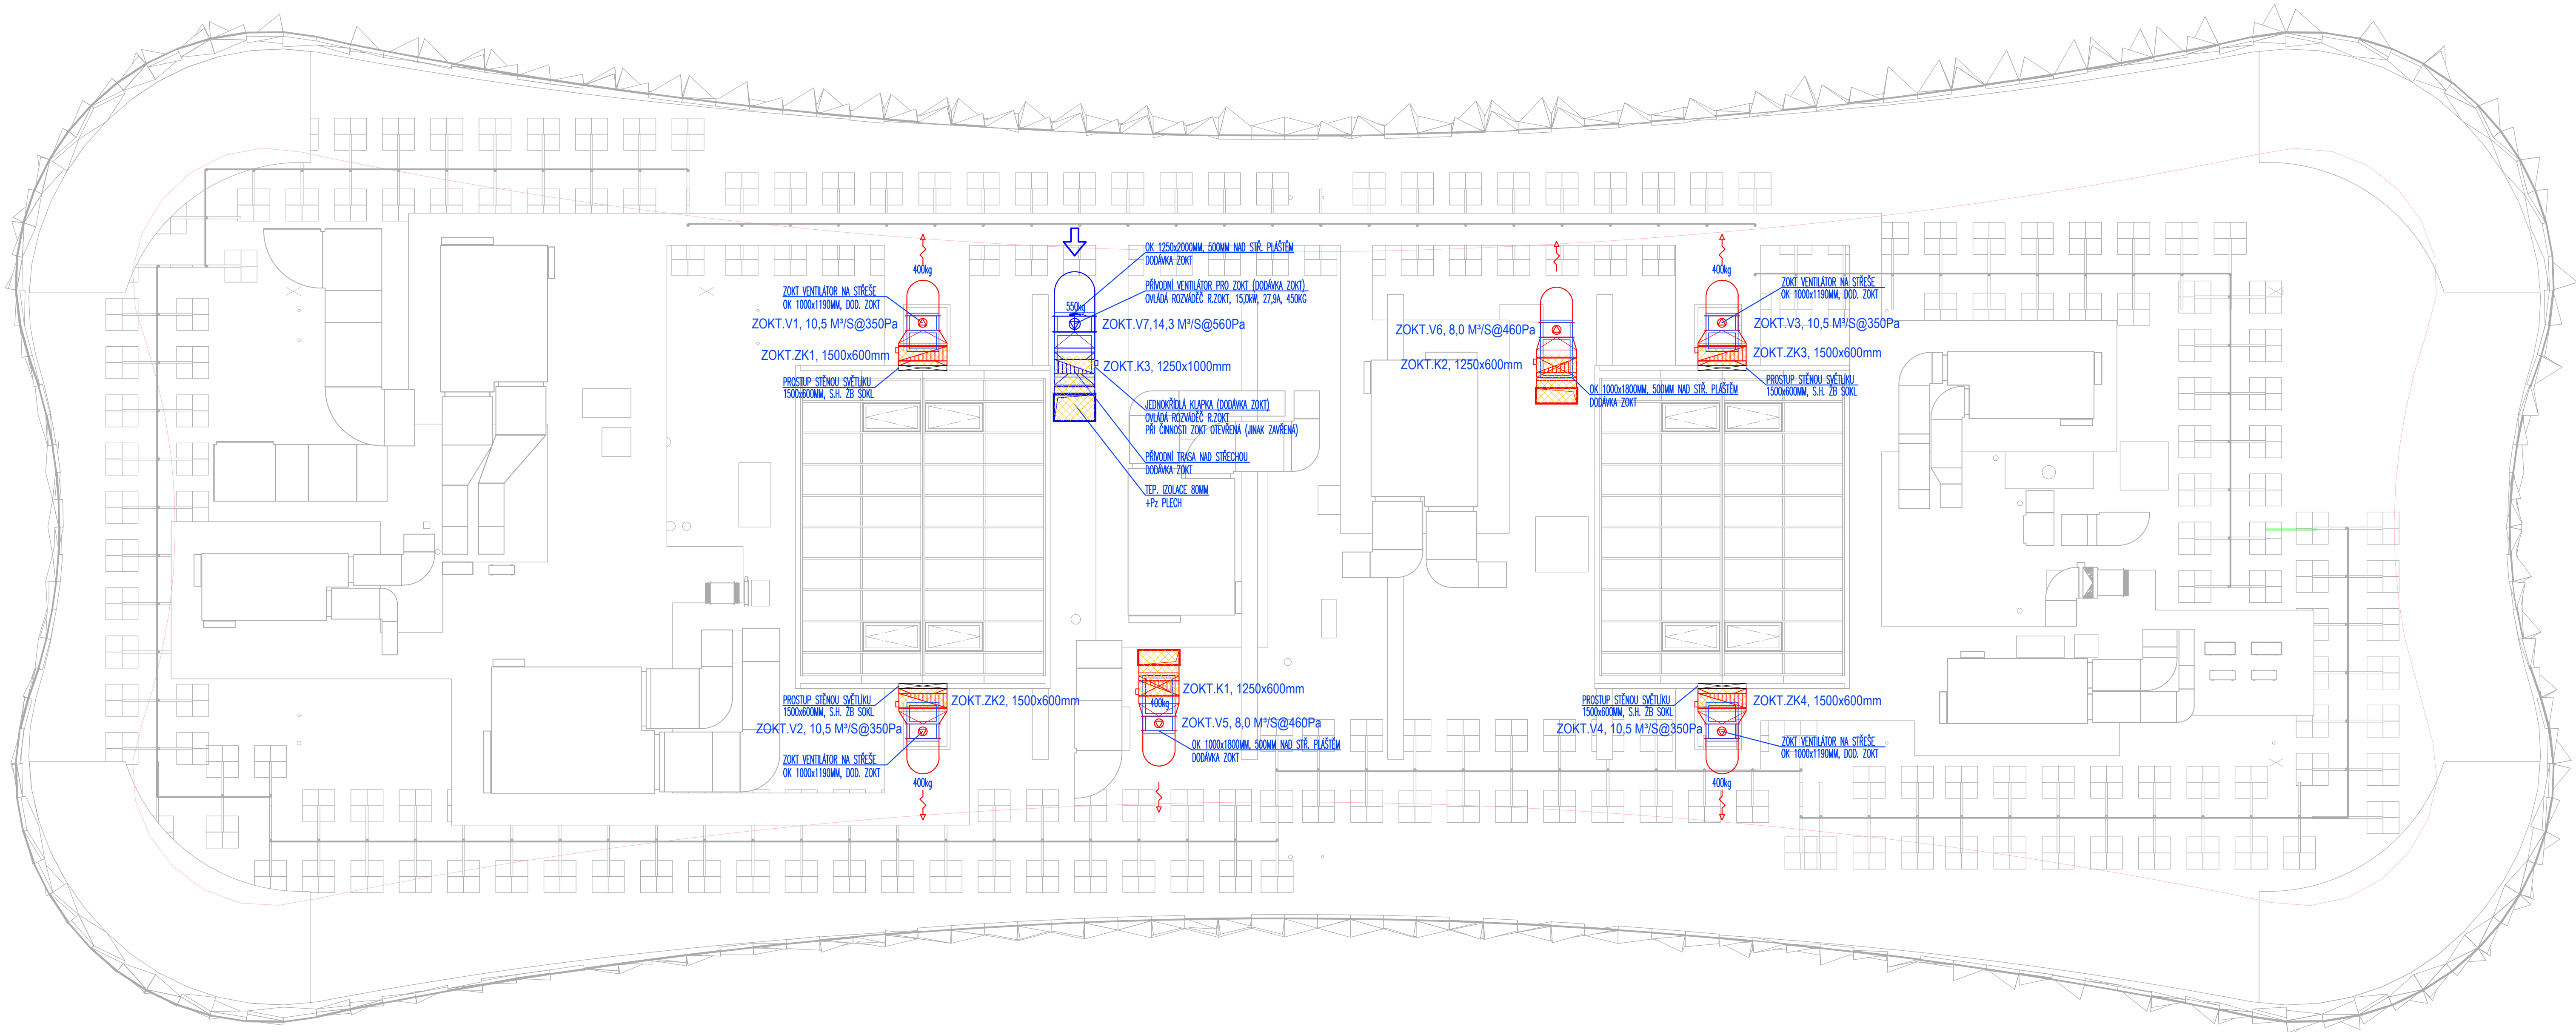 400kg
ZOKT VENTILÁTOR NA STŘEŠE
OK 1000x1190MM, DOD. ZOKT
ZOKT.V1, 10,5 M³/S@350Pa
ZOKT.ZK1, 1500x600mm
PROSTUP STĚNOU SVĚTLÍKU
1500x600MM, S.H. ŽB SOKL
OK 1250x2000MM, 500MM NAD STŘ. PLÁŠTĚM
DODÁVKA ZOKT
PŘÍVODNÍ VENTILÁTOR PRO ZOKT (DODÁVKA ZOKT)
OVLÁDÁ ROZVÁDĚČ R.ZOKT, 15,0kW, 27,9A, 450KG
550kg
ZOKT.V7,14,3 M³/S@560Pa
ZOKT.K3, 1250x1000mm
JEDNOKŘÍDLÁ KLAPKA (DODÁVKA ZOKT)
OVLÁDÁ ROZVÁDĚČ R.ZOKT
PŘI ČINNOSTI ZOKT OTEVŘENÁ (JINAK ZAVŘENÁ)
PŘÍVODNÍ TRASA NAD STŘECHOU
DODÁVKA ZOKT
TEP. IZOLACE 80MM
+Pz PLECH
ZOKT.V6, 8,0 M³/S@460Pa
ZOKT.K2, 1250x600mm
OK 1000x1800MM, 500MM NAD STŘ. PLÁŠTĚM
DODÁVKA ZOKT
400kg
ZOKT VENTILÁTOR NA STŘEŠE
OK 1000x1190MM, DOD. ZOKT
ZOKT.V3, 10,5 M³/S@350Pa
ZOKT.ZK3, 1500x600mm
PROSTUP STĚNOU SVĚTLÍKU
1500x600MM, S.H. ŽB SOKL
PROSTUP STĚNOU SVĚTLÍKU
1500x600MM, S.H. ŽB SOKL
ZOKT.ZK2, 1500x600mm
ZOKT.V2, 10,5 M³/S@350Pa
ZOKT VENTILÁTOR NA STŘEŠE
OK 1000x1190MM, DOD. ZOKT
400kg
ZOKT.K1, 1250x600mm
400kg
ZOKT.V5, 8,0 M³/S@460Pa
OK 1000x1800MM, 500MM NAD STŘ. PLÁŠTĚM
DODÁVKA ZOKT
PROSTUP STĚNOU SVĚTLÍKU
1500x600MM, S.H. ŽB SOKL
ZOKT.ZK4, 1500x600mm
ZOKT.V4, 10,5 M³/S@350Pa
ZOKT VENTILÁTOR NA STŘEŠE
OK 1000x1190MM, DOD. ZOKT
400kg